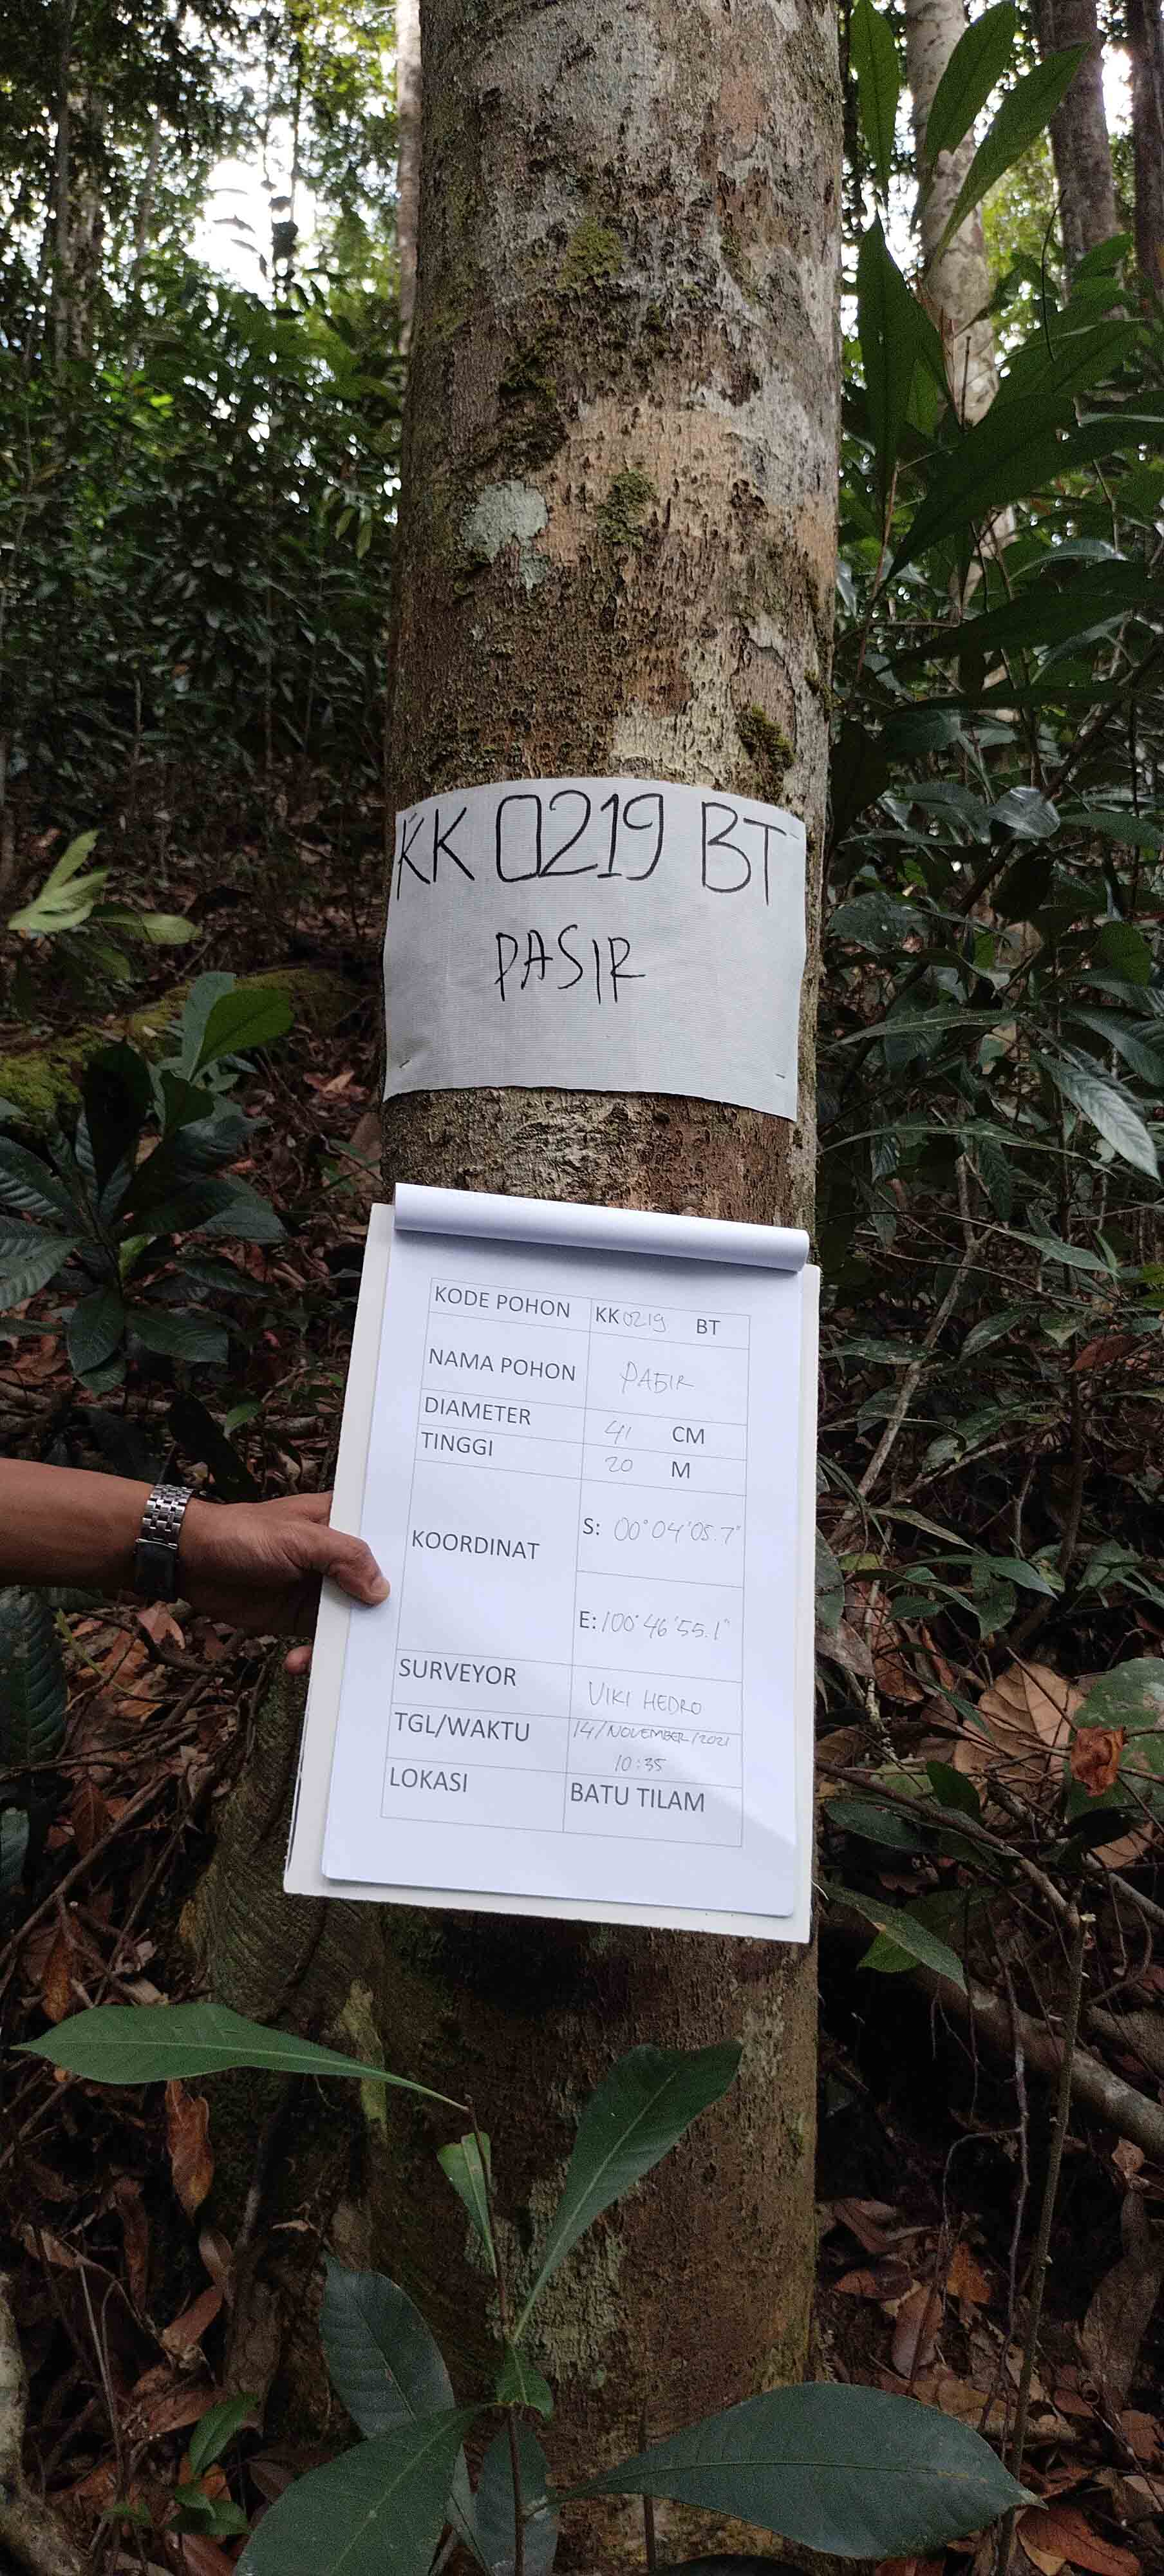 KK 0219 BT
PASIR
KODE POHON KK 0219 BT
NAMA POHON PASIR
DIAMETER 41 CM
TINGGI 20 M
KOORDINAT S: 00°04'05.7"
E: 100°46'55.1"
SURVEYOR VIKI HEDRO
TGL/WAKTU 14/NOVEMBER/2021
10:35
LOKASI BATU TILAM